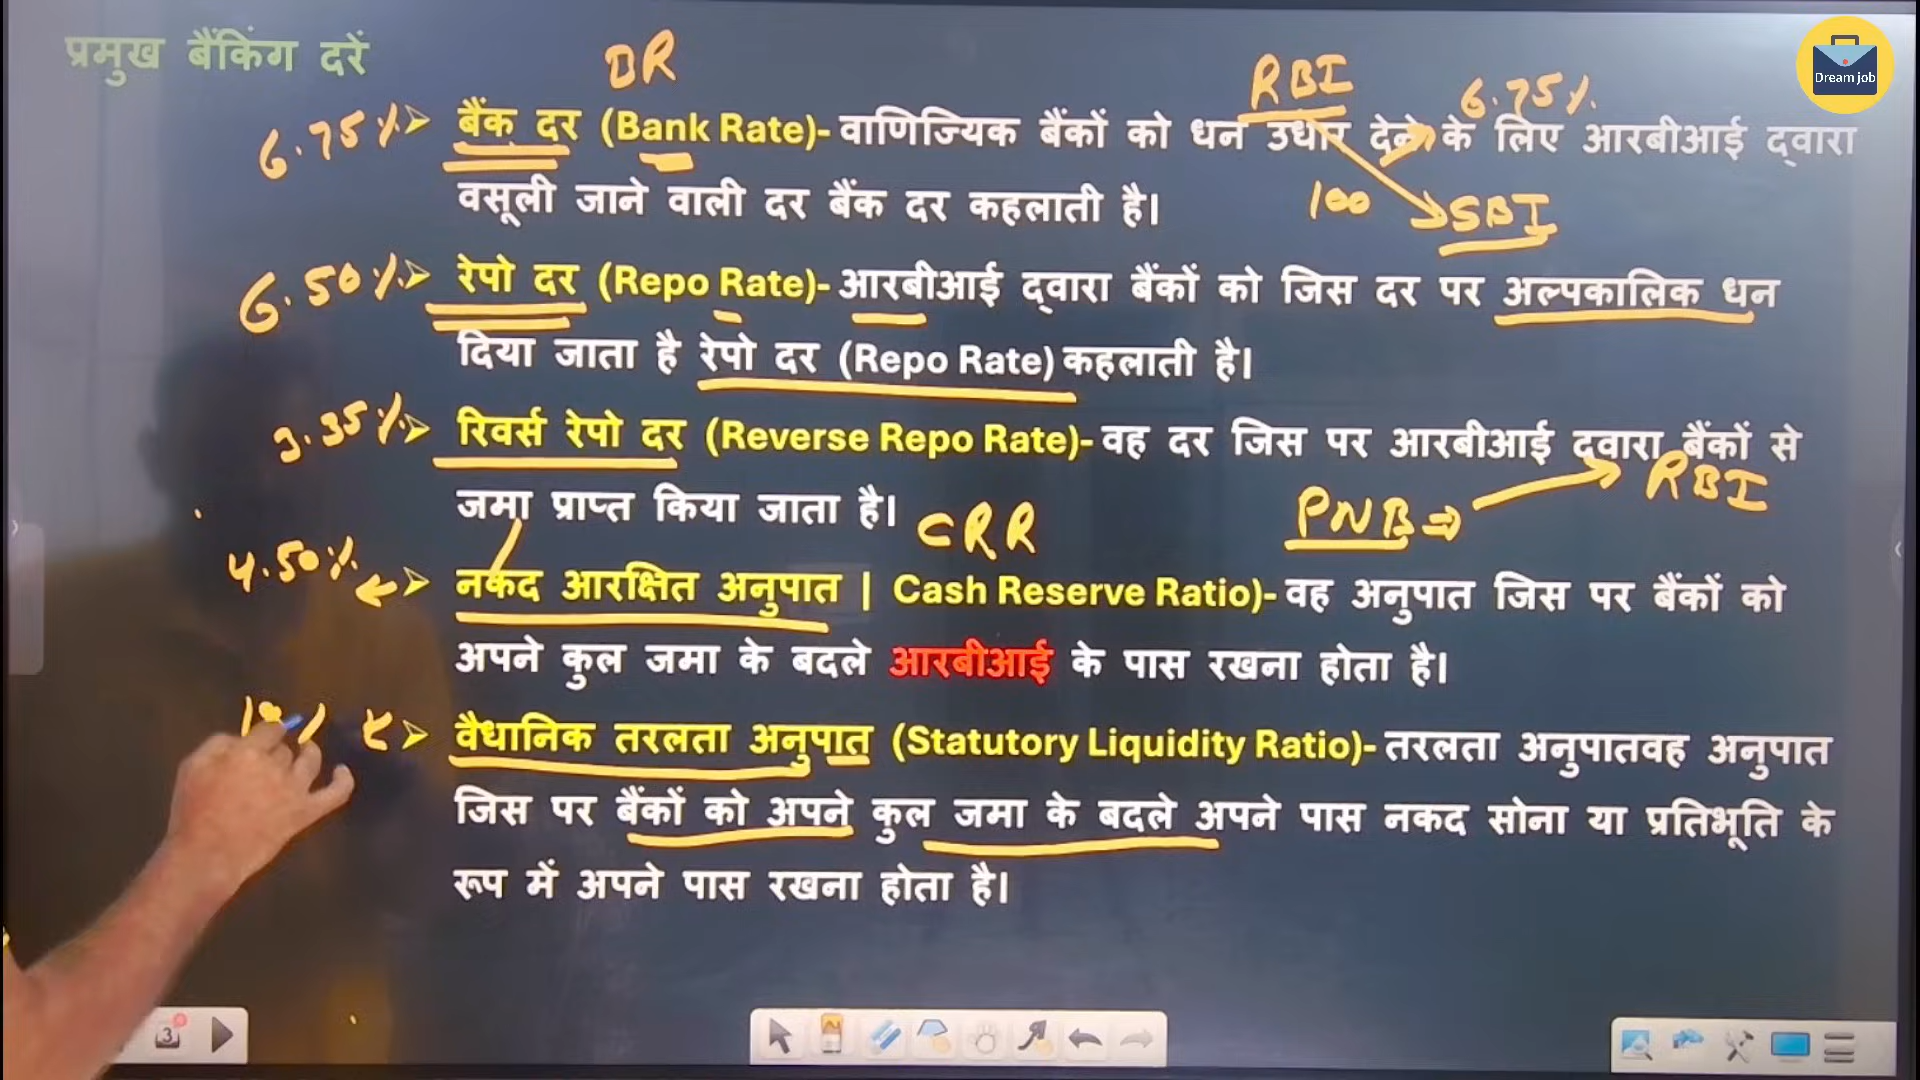 प्रमुख बैंकिंग दरें
BR
RBI
6.75%
Dream job
6.75% ➢ बैंक दर (Bank Rate)- वाणिज्यिक बैंकों को धन उधार देने के लिए आरबीआई द्वारा
वसूली जाने वाली दर बैंक दर कहलाती है।
100
SBI
6.50% ➢ रेपो दर (Repo Rate)- आरबीआई द्वारा बैंकों को जिस दर पर अल्पकालिक धन
दिया जाता है रेपो दर (Repo Rate) कहलाती है।
3.35% ➢ रिवर्स रेपो दर (Reverse Repo Rate)- वह दर जिस पर आरबीआई द्वारा बैंकों से
जमा प्राप्त किया जाता है।
CRR
PNB
RBI
4.50% ➢ नकद आरक्षित अनुपात | Cash Reserve Ratio)- वह अनुपात जिस पर बैंकों को
अपने कुल जमा के बदले आरबीआई के पास रखना होता है।
➢ वैधानिक तरलता अनुपात (Statutory Liquidity Ratio)- तरलता अनुपातवह अनुपात
जिस पर बैंकों को अपने कुल जमा के बदले अपने पास नकद सोना या प्रतिभूति के
रूप में अपने पास रखना होता है।
3